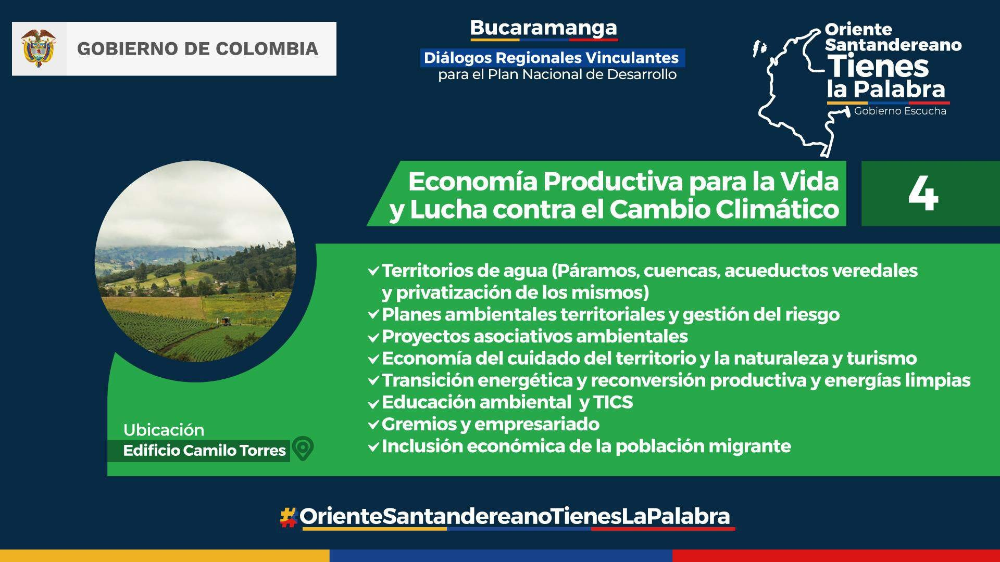 GOBIERNO DE COLOMBIA
Bucaramanga
Diálogos Regionales Vinculantes
para el Plan Nacional de Desarrollo
Oriente
Santandereano
Tienes
la Palabra
Gobierno Escucha
Economía Productiva para la Vida
y Lucha contra el Cambio Climático
4
Territorios de agua (Páramos, cuencas, acueductos veredales
y privatización de los mismos)
Planes ambientales territoriales y gestión del riesgo
Proyectos asociativos ambientales
Economía del cuidado del territorio y la naturaleza y turismo
Transición energética y reconversión productiva y energías limpias
Educación ambiental  y TICS
Gremios y empresariado
Inclusión económica de la población migrante
Ubicación
Edificio Camilo Torres
#OrienteSantandereanoTienesLaPalabra